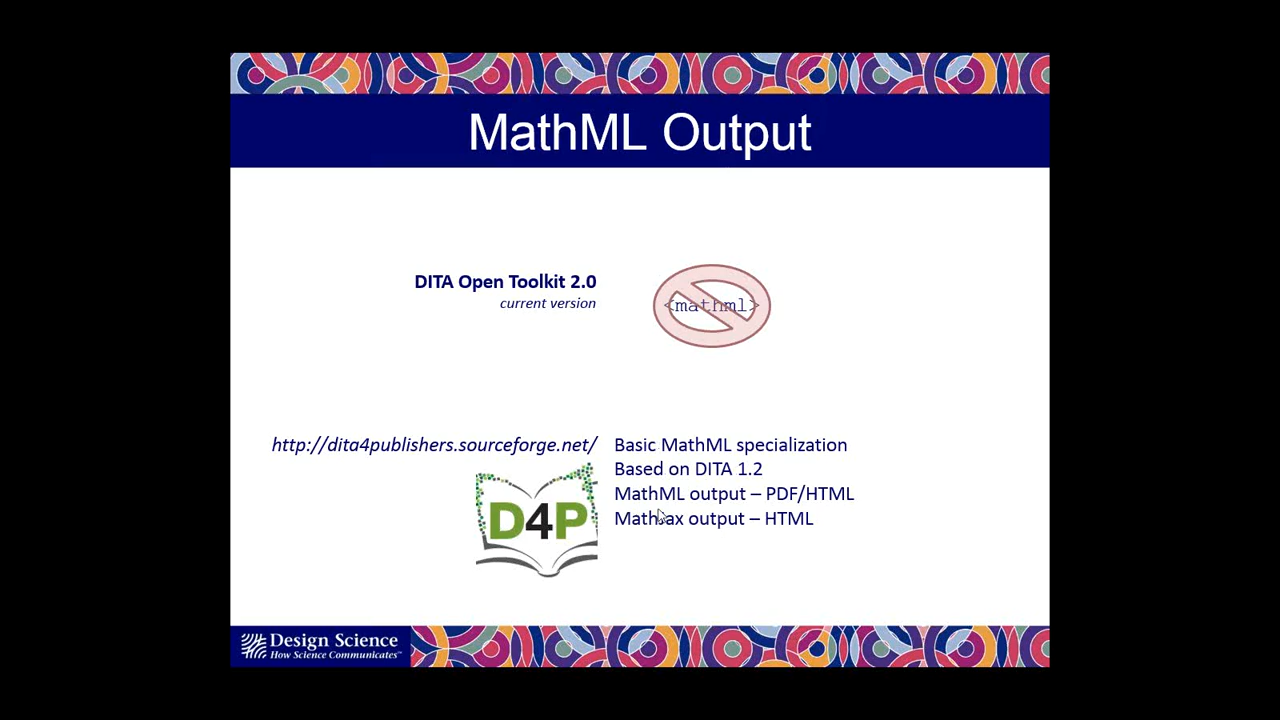 MathML Output
DITA Open Toolkit 2.0
current version
<mathml>
http://dita4publishers.sourceforge.net/
D4P
Basic MathML specialization
Based on DITA 1.2
MathML output – PDF/HTML
MathJax output – HTML
Design Science
How Science Communicates™